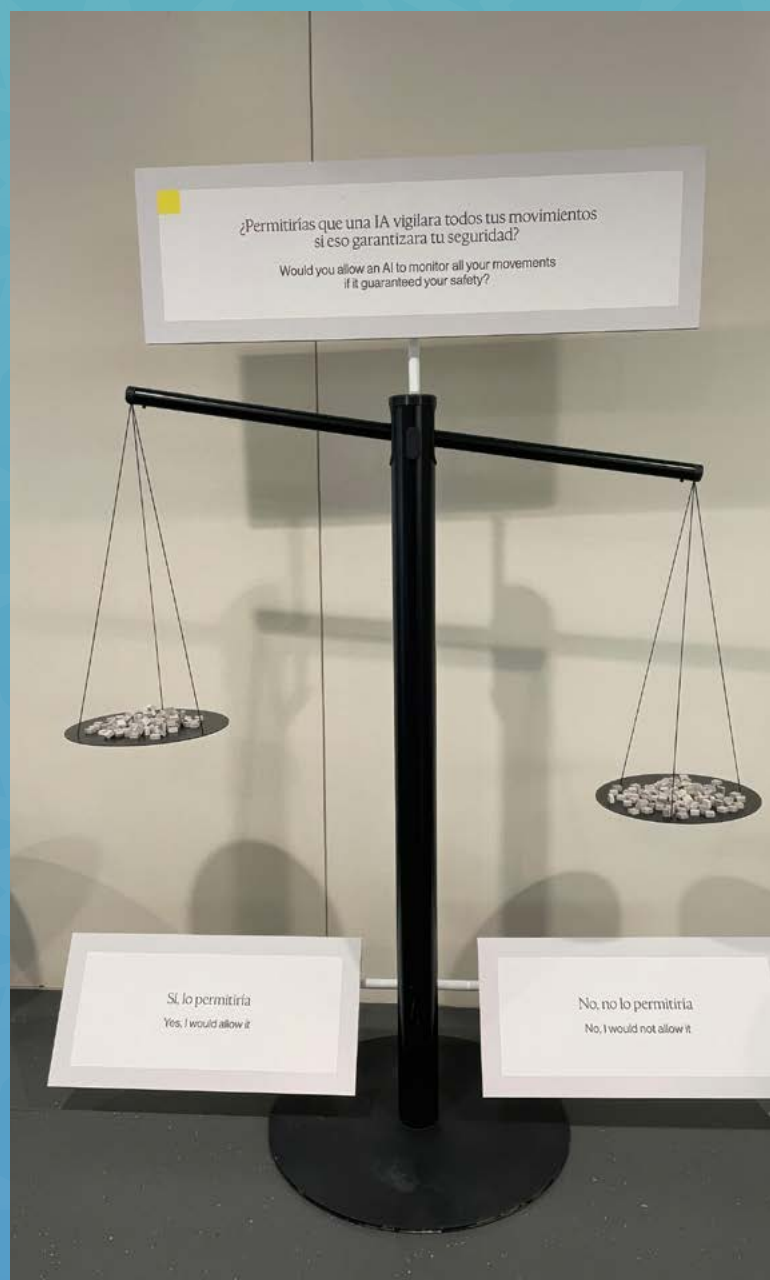 ¿Permitirías que una IA vigilara todos tus movimientos
si eso garantizara tu seguridad?
Would you allow an AI to monitor all your movements
if it guaranteed your safety?
Sí, lo permitiría
Yes, I would allow it
No, no lo permitiría
No, I would not allow it